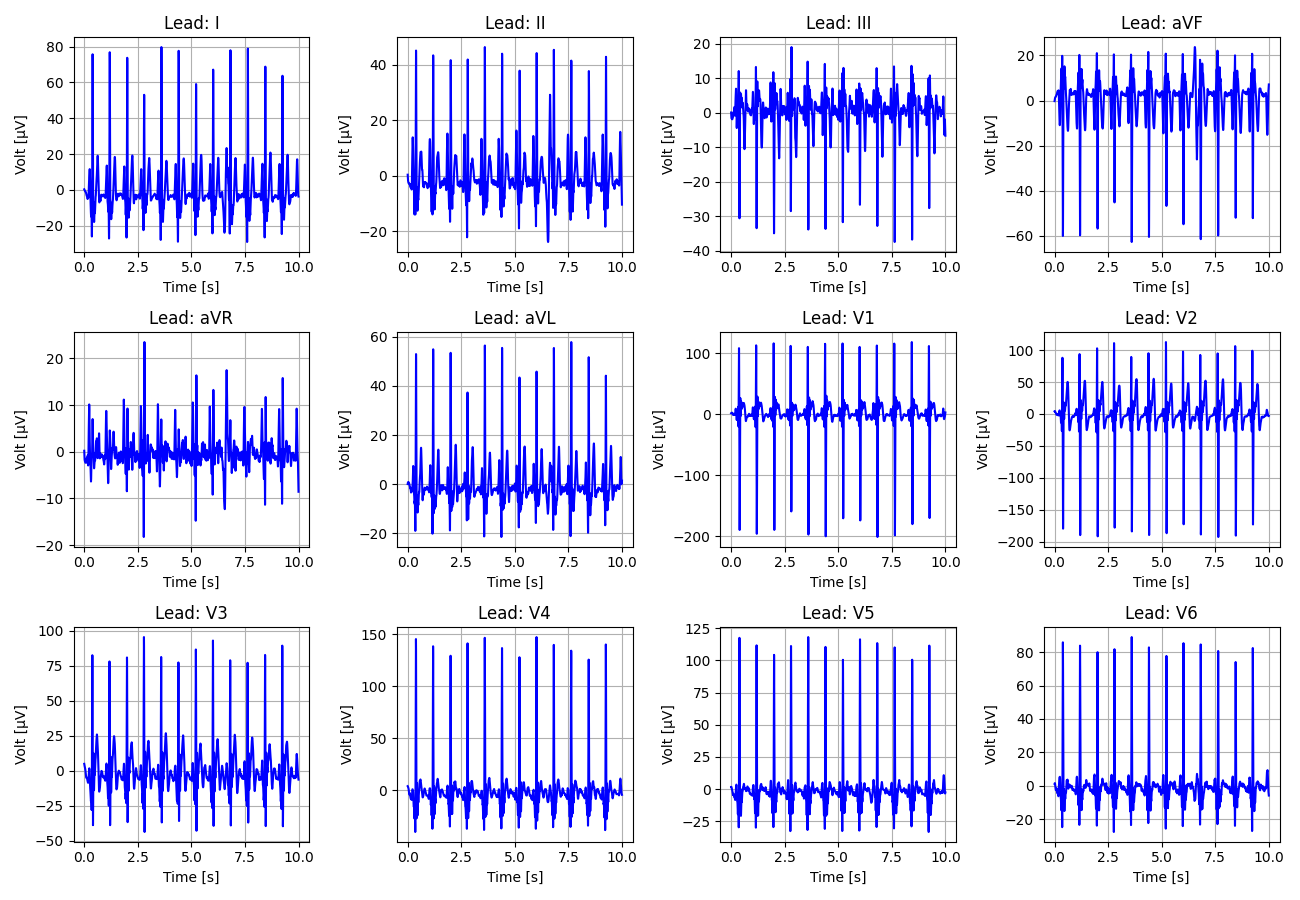 Lead: I
Volt [µV]
80
60
40
20
0
−20
0.0 2.5 5.0 7.5 10.0
Time [s]
Lead: II
Volt [µV]
40
20
0
−20
0.0 2.5 5.0 7.5 10.0
Time [s]
Lead: III
Volt [µV]
20
10
0
−10
−20
−30
−40
0.0 2.5 5.0 7.5 10.0
Time [s]
Lead: aVF
Volt [µV]
20
0
−20
−40
−60
0.0 2.5 5.0 7.5 10.0
Time [s]
Lead: aVR
Volt [µV]
20
10
0
−10
−20
0.0 2.5 5.0 7.5 10.0
Time [s]
Lead: aVL
Volt [µV]
60
40
20
0
−20
0.0 2.5 5.0 7.5 10.0
Time [s]
Lead: V1
Volt [µV]
100
0
−100
−200
0.0 2.5 5.0 7.5 10.0
Time [s]
Lead: V2
Volt [µV]
100
50
0
−50
−100
−150
−200
0.0 2.5 5.0 7.5 10.0
Time [s]
Lead: V3
Volt [µV]
100
75
50
25
0
−25
−50
0.0 2.5 5.0 7.5 10.0
Time [s]
Lead: V4
Volt [µV]
150
100
50
0
0.0 2.5 5.0 7.5 10.0
Time [s]
Lead: V5
Volt [µV]
125
100
75
50
25
0
−25
0.0 2.5 5.0 7.5 10.0
Time [s]
Lead: V6
Volt [µV]
80
60
40
20
0
−20
0.0 2.5 5.0 7.5 10.0
Time [s]